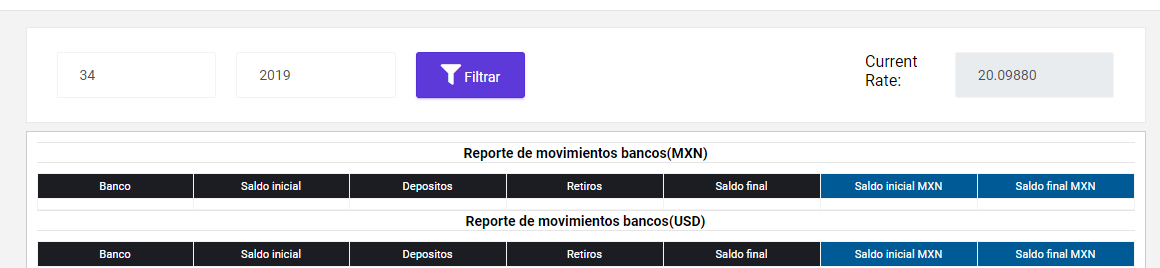 34
2019
Filtrar
Current
Rate:
20.09880
Reporte de movimientos bancos(MXN)
Banco Saldo inicial Depositos Retiros Saldo final Saldo inicial MXN Saldo final MXN
Reporte de movimientos bancos(USD)
Banco Saldo inicial Depositos Retiros Saldo final Saldo inicial MXN Saldo final MXN